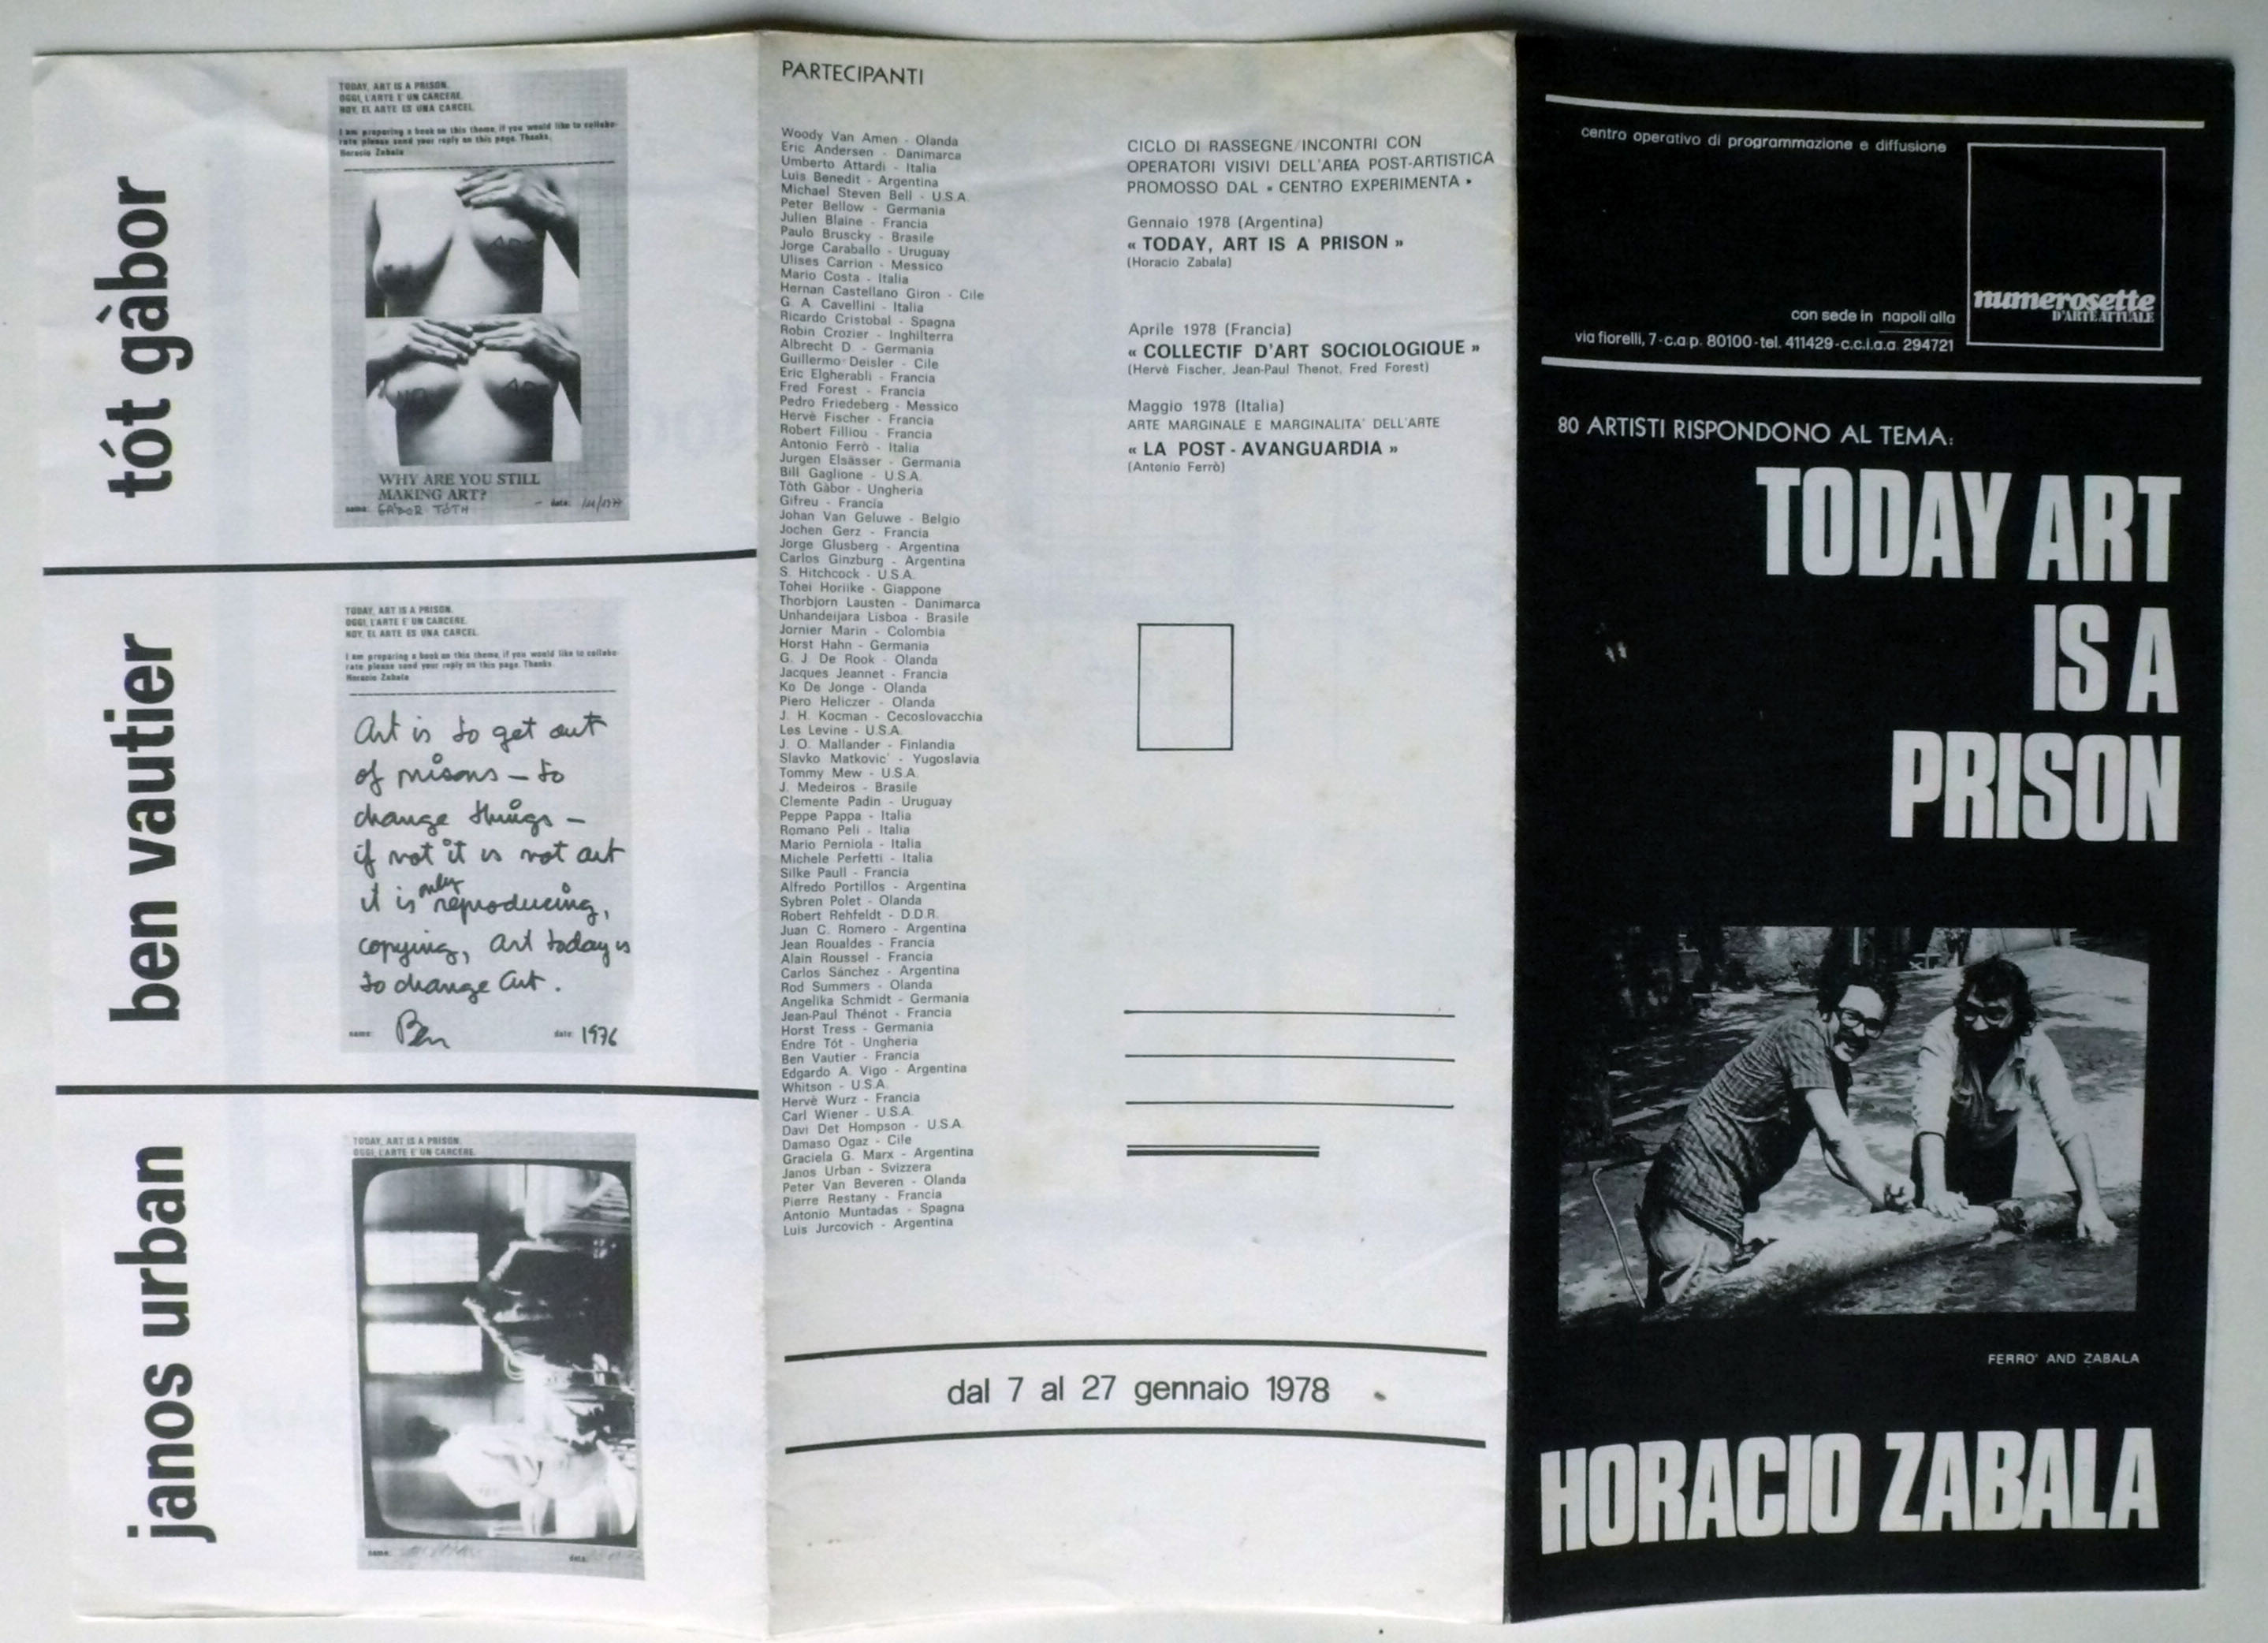 tót gàbor
TODAY, ART IS A PRISON.
OGGI, L'ARTE E' UN CARCERE.
HOY, EL ARTE ES UNA CARCEL.
I am preparing a book on this theme, if you would like to collabo-
rate please send your reply on this page. Thanks.
Horacio Zabala
ART
NO ART
WHY ARE YOU STILL
MAKING ART?
name: GÁBOR TÓTH date:
ben vautier
TODAY, ART IS A PRISON.
OGGI, L'ARTE E' UN CARCERE.
HOY, EL ARTE ES UNA CARCEL.
I am preparing a book on this theme, if you would like to collabo-
rate please send your reply on this page. Thanks
Horacio Zabala
Art is to get out
of prisons – to
change things –
if not it is not art
it is only reproducing,
copying, art today is
to change art.
name: Ben date: 1976
janos urban
TODAY, ART IS A PRISON.
OGGI, L'ARTE E' UN CARCERE.
name: date:
PARTECIPANTI
Woody Van Amen - Olanda
Eric Andersen - Danimarca
Umberto Attardi - Italia
Luis Benedit - Argentina
Michael Steven Bell - U.S.A.
Peter Bellow - Germania
Julien Blaine - Francia
Paulo Bruscky - Brasile
Jorge Caraballo - Uruguay
Ulises Carrion - Messico
Mario Costa - Italia
Hernan Castellano Giron - Cile
G. A. Cavellini - Italia
Ricardo Cristobal - Spagna
Robin Crozier - Inghilterra
Albrecht D. - Germania
Guillermo Deisler - Cile
Eric Elgherabli - Francia
Fred Forest - Francia
Pedro Friedeberg - Messico
Hervè Fischer - Francia
Robert Filliou - Francia
Antonio Ferrò - Italia
Jurgen Elsässer - Germania
Bill Gaglione - U.S.A.
Tòth Gàbor - Ungheria
Gifreu - Francia
Johan Van Geluwe - Belgio
Jochen Gerz - Francia
Jorge Glusberg - Argentina
Carlos Ginzburg - Argentina
S. Hitchcock - U.S.A.
Tohei Horiike - Giappone
Thorbjorn Lausten - Danimarca
Unhandeijara Lisboa - Brasile
Jornier Marin - Colombia
Horst Hahn - Germania
G. J. De Rook - Olanda
Jacques Jeannet - Francia
Ko De Jonge - Olanda
Piero Heliczer - Olanda
J. H. Kocman - Cecoslovacchia
Les Levine - U.S.A.
J. O. Mallander - Finlandia
Slavko Matkovic' - Yugoslavia
Tommy Mew - U.S.A.
J. Medeiros - Brasile
Clemente Padin - Uruguay
Peppe Pappa - Italia
Romano Peli - Italia
Mario Perniola - Italia
Michele Perfetti - Italia
Silke Paull - Francia
Alfredo Portillos - Argentina
Sybren Polet - Olanda
Robert Rehfeldt - D.D.R.
Juan C. Romero - Argentina
Jean Roualdes - Francia
Alain Roussel - Francia
Carlos Sánchez - Argentina
Rod Summers - Olanda
Angelika Schmidt - Germania
Jean-Paul Thénot - Francia
Horst Tress - Germania
Endre Tót - Ungheria
Ben Vautier - Francia
Edgardo A. Vigo - Argentina
Whitson - U.S.A.
Hervè Wurz - Francia
Carl Wiener - U.S.A.
Davi Det Hompson - U.S.A.
Damaso Ogaz - Cile
Graciela G. Marx - Argentina
Janos Urban - Svizzera
Peter Van Beveren - Olanda
Pierre Restany - Francia
Antonio Muntadas - Spagna
Luis Jurcovich - Argentina
CICLO DI RASSEGNE/INCONTRI CON
OPERATORI VISIVI DELL'AREA POST-ARTISTICA
PROMOSSO DAL « CENTRO EXPERIMENTA »
Gennaio 1978 (Argentina)
« TODAY, ART IS A PRISON »
(Horacio Zabala)
Aprile 1978 (Francia)
« COLLECTIF D'ART SOCIOLOGIQUE »
(Hervè Fischer, Jean-Paul Thenot, Fred Forest)
Maggio 1978 (Italia)
ARTE MARGINALE E MARGINALITA' DELL'ARTE
« LA POST - AVANGUARDIA »
(Antonio Ferrò)
dal 7 al 27 gennaio 1978
centro operativo di programmazione e diffusione
numerosette
D'ARTE ATTUALE
con sede in napoli alla
via fiorelli, 7-c.a.p. 80100-tel. 411429-c.c.i.a.a. 294721
80 ARTISTI RISPONDONO AL TEMA:
TODAY ART
IS A
PRISON
FERRO' AND ZABALA
HORACIO ZABALA